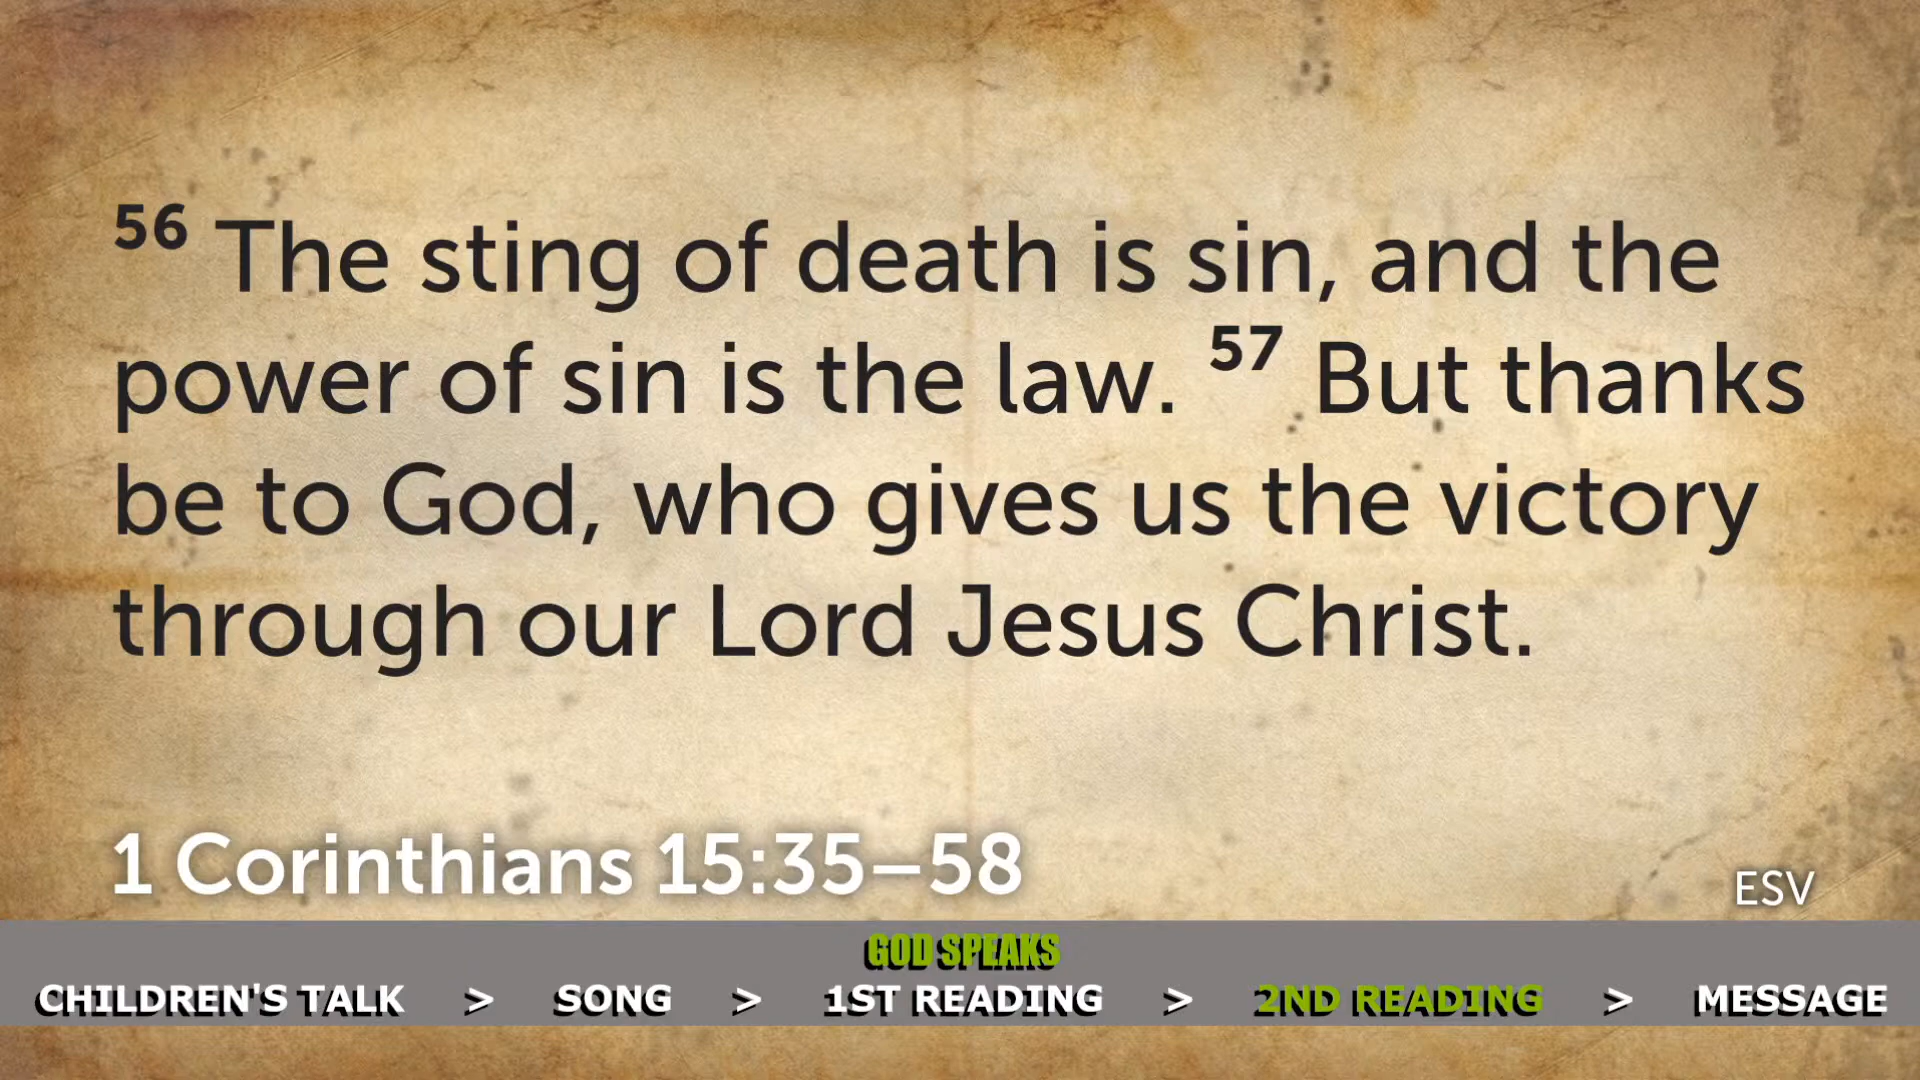 56 The sting of death is sin, and the
power of sin is the law. 57 But thanks
be to God, who gives us the victory
through our Lord Jesus Christ.
1 Corinthians 15:35–58
ESV
GOD SPEAKS
CHILDREN'S TALK > SONG > 1ST READING > 2ND READING > MESSAGE